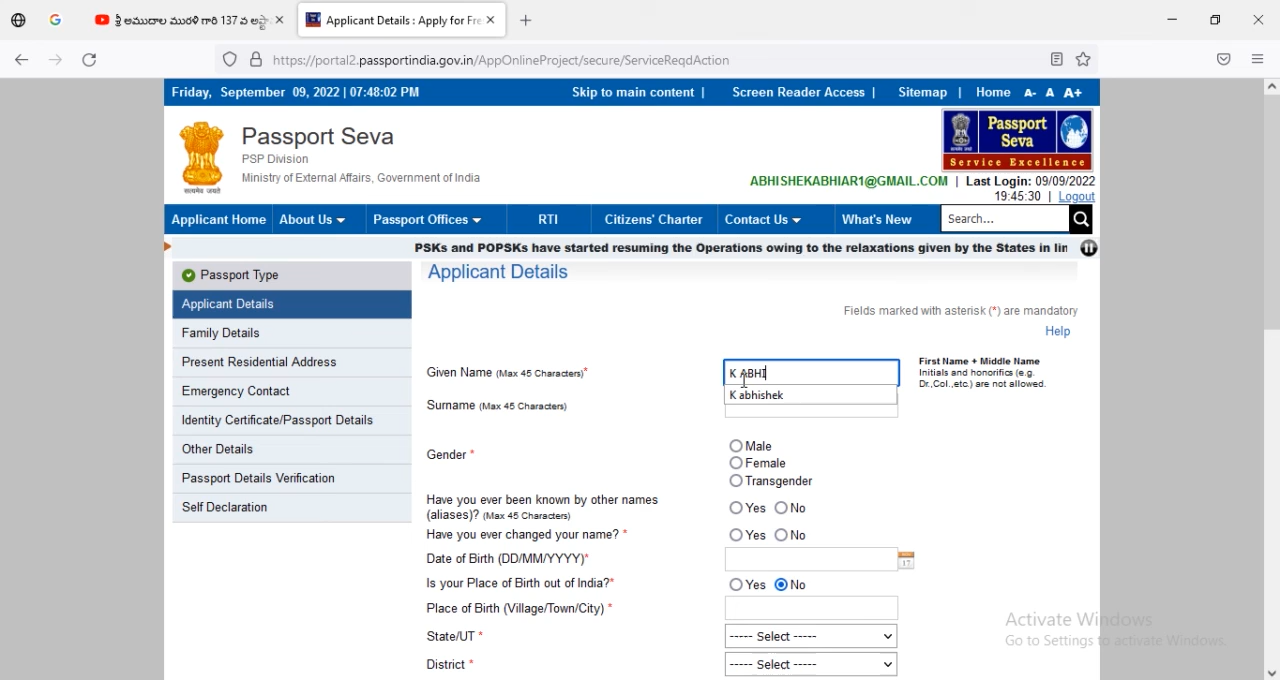 శ్రీ అముదాల మురళి గారి 137 వ అష్టా
Applicant Details : Apply for Fre
https://portal2.passportindia.gov.in/AppOnlineProject/secure/ServiceReqdAction
Friday, September 09, 2022 | 07:48:02 PM
Skip to main content | Screen Reader Access | Sitemap | Home A- A A+
Passport Seva
PSP Division
Ministry of External Affairs, Government of India
सत्यमेव जयते
Passport
Seva
Service Excellence
ABHISHEKABHIAR1@GMAIL.COM | Last Login: 09/09/2022
19:45:30 | Logout
Applicant Home About Us Passport Offices RTI Citizens' Charter Contact Us What's New Search...
PSKs and POPSKs have started resuming the Operations owing to the relaxations given by the States in lin
Passport Type
Applicant Details
Family Details
Present Residential Address
Emergency Contact
Identity Certificate/Passport Details
Other Details
Passport Details Verification
Self Declaration
Applicant Details
Fields marked with asterisk (*) are mandatory
Help
Given Name (Max 45 Characters)* K ABHI
K abhishek
First Name + Middle Name
Initials and honorifics (e.g.
Dr.,Col.,etc.) are not allowed.
Surname (Max 45 Characters)
Gender *
Male
Female
Transgender
Have you ever been known by other names
(aliases)? (Max 45 Characters)
Yes No
Have you ever changed your name? * Yes No
Date of Birth (DD/MM/YYYY)*
17
Is your Place of Birth out of India?* Yes No
Place of Birth (Village/Town/City) *
State/UT * ----- Select -----
District * ----- Select -----
Activate Windows
Go to Settings to activate Windows.